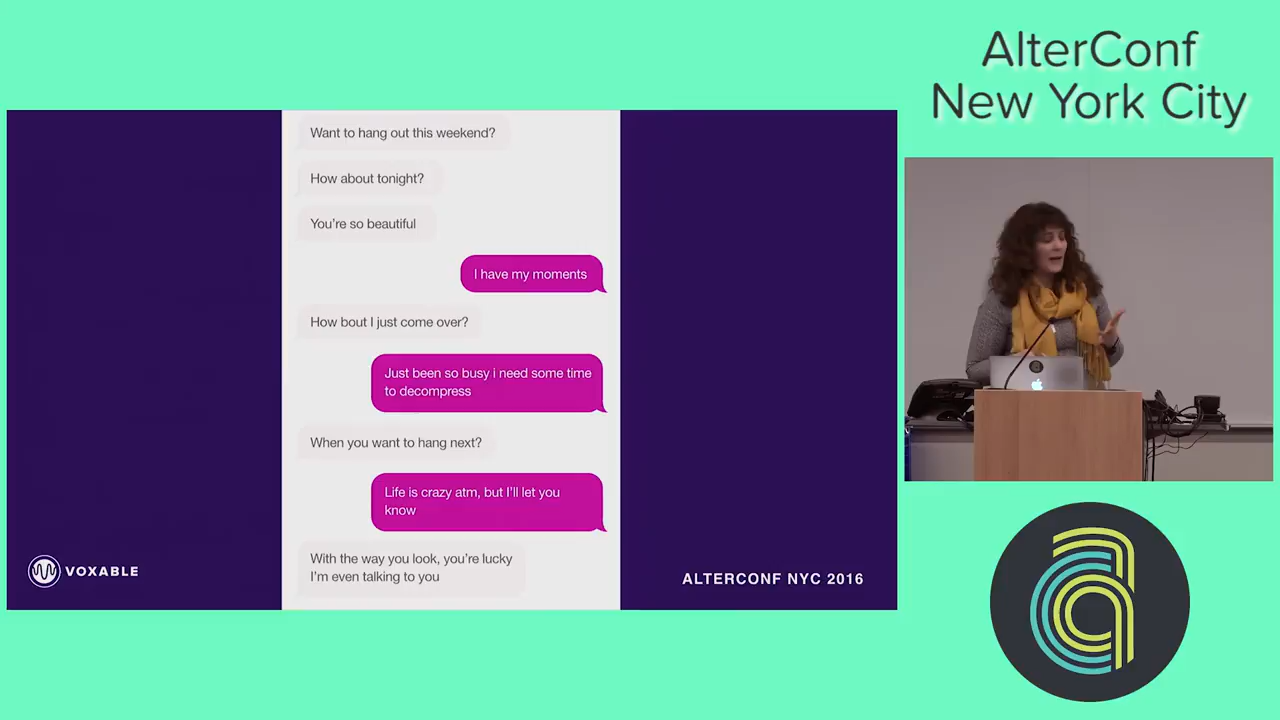 AlterConf
New York City
Want to hang out this weekend?
How about tonight?
You're so beautiful
I have my moments
How bout I just come over?
Just been so busy i need some time
to decompress
When you want to hang next?
Life is crazy atm, but I'll let you
know
With the way you look, you're lucky
I'm even talking to you
VOXABLE
ALTERCONF NYC 2016